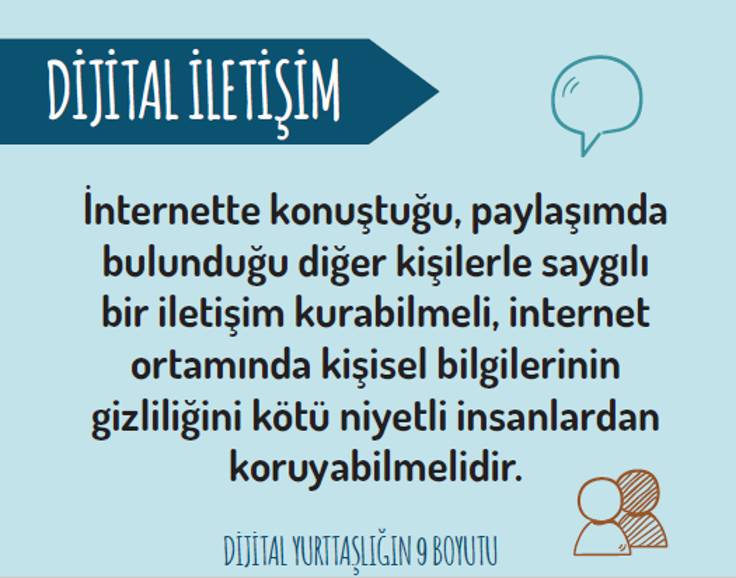 DİJİTAL İLETİŞİM
İnternette konuştuğu, paylaşımda
bulunduğu diğer kişilerle saygılı
bir iletişim kurabilmeli, internet
ortamında kişisel bilgilerinin
gizliliğini kötü niyetli insanlardan
koruyabilmelidir.
DİJİTAL YURTTAŞLIĞIN 9 BOYUTU